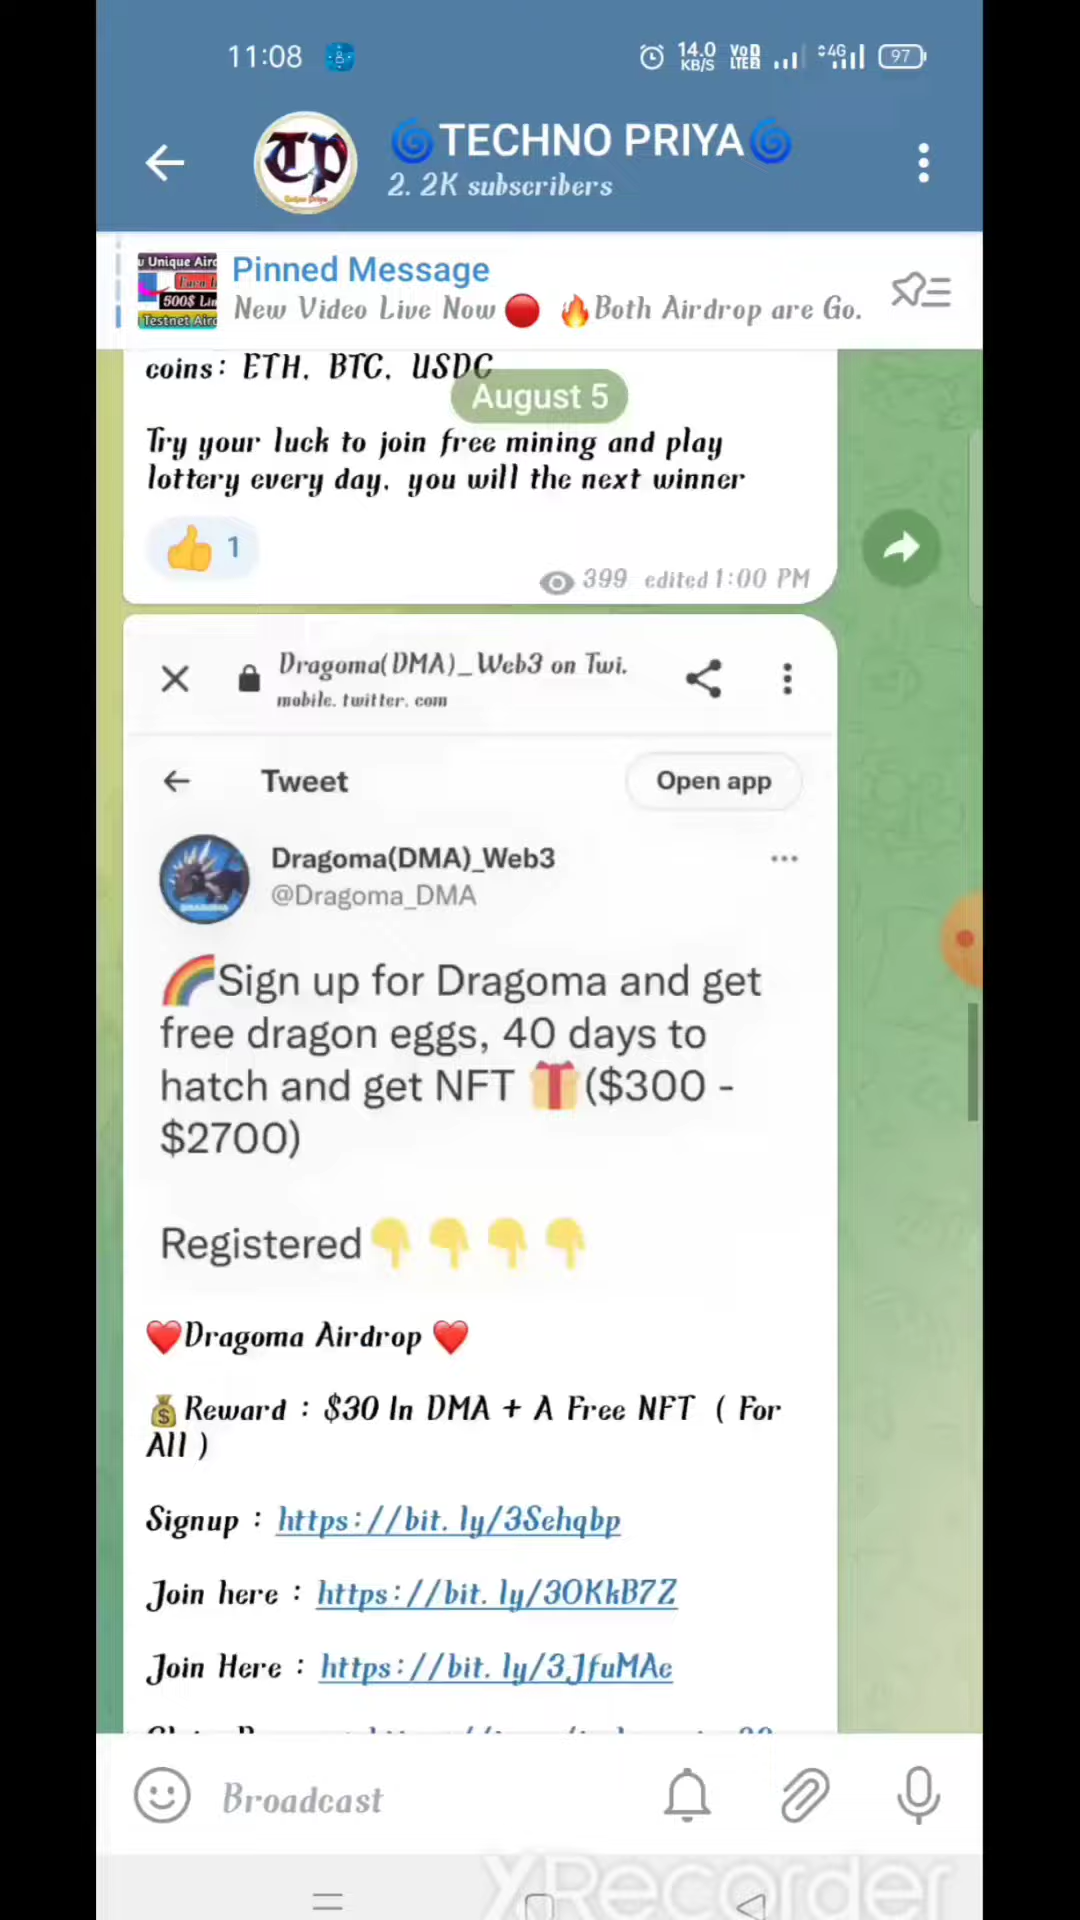 11:08
14.0 KB/S
Vo LTE 2
4G
97
TECHNO PRIYA
2. 2K subscribers
Pinned Message
New Video Live Now 🔴 🔥Both Airdrop are Go.
500$
Testnet
coins: ETH, BTC, USDC
August 5
Try your luck to join free mining and play
lottery every day, you will the next winner
👍 1
399 edited 1:00 PM
Dragoma(DMA)_Web3 on Twi.
mobile. twitter. com
Tweet
Open app
Dragoma(DMA)_Web3
@Dragoma_DMA
🌈Sign up for Dragoma and get
free dragon eggs, 40 days to
hatch and get NFT 🎁($300 -
$2700)
Registered👇👇👇👇
❤️Dragoma Airdrop ❤️
💰Reward : $30 In DMA + A Free NFT ( For
All )
Signup : https://bit. ly/3Sehqbp
Join here : https://bit. ly/3OKkB7Z
Join Here : https://bit. ly/3JfuMAe
Broadcast
XRecorder